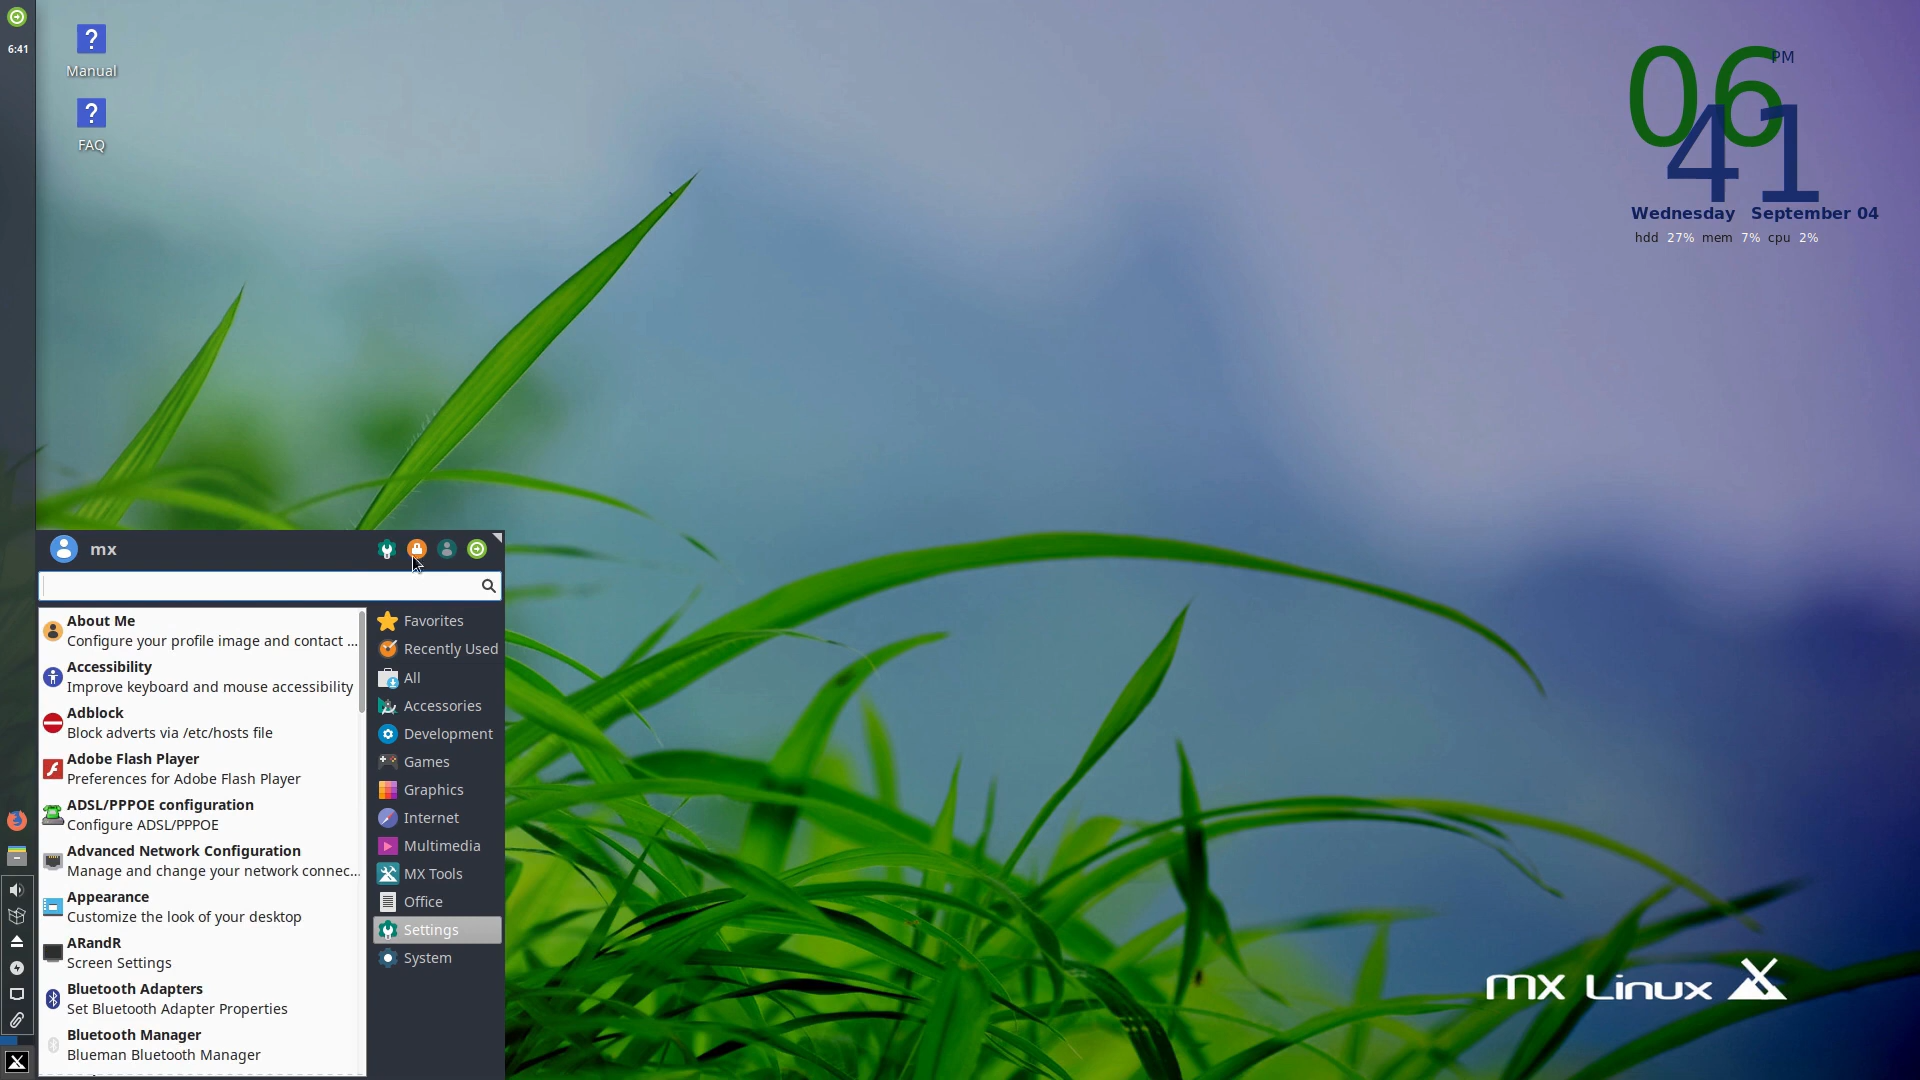 6:41
Manual
FAQ
06
PM
41
Wednesday September 04
hdd 27% mem 7% cpu 2%
mx
About Me
Configure your profile image and contact ...
Accessibility
Improve keyboard and mouse accessibility
Adblock
Block adverts via /etc/hosts file
Adobe Flash Player
Preferences for Adobe Flash Player
ADSL/PPPOE configuration
Configure ADSL/PPPOE
Advanced Network Configuration
Manage and change your network connec...
Appearance
Customize the look of your desktop
ARandR
Screen Settings
Bluetooth Adapters
Set Bluetooth Adapter Properties
Bluetooth Manager
Blueman Bluetooth Manager
Favorites
Recently Used
All
Accessories
Development
Games
Graphics
Internet
Multimedia
MX Tools
Office
Settings
System
mx Linux